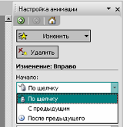 Настройка анимации
Изменить
Удалить
Изменение: Вправо
Начало:
По щелчку
По щелчку
С предыдущим
После предыдущего